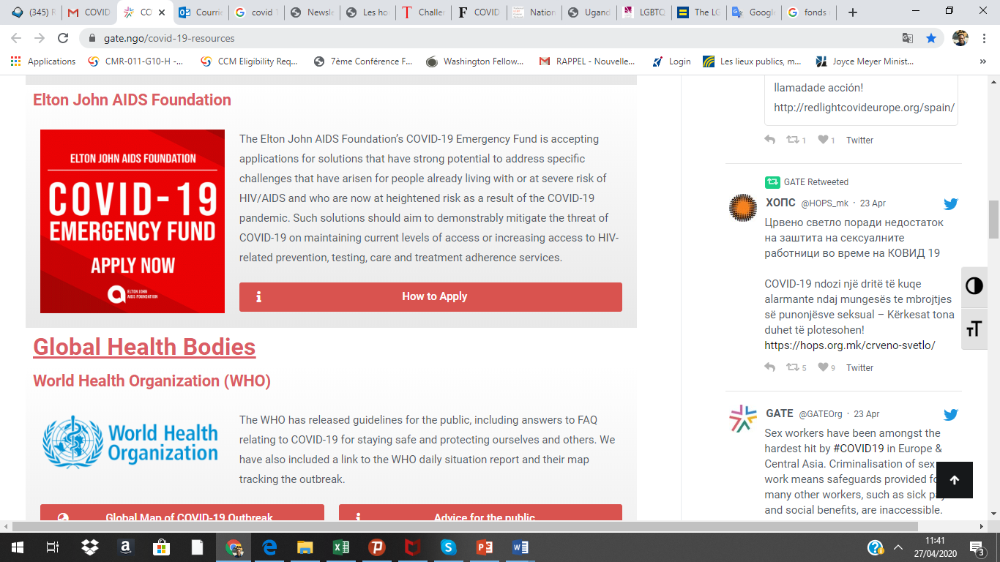 (345) F
COVID
CO
Courrie
covid 1
Newsle
Les ho
Challer
COVID
Nation
Ugand
LGBTQ
The LG
Google
fonds
gate.ngo/covid-19-resources
Applications
CMR-011-G10-H -...
CCM Eligibility Req...
7ème Conférence F...
Washington Fellow...
RAPPEL - Nouvelle...
Login
Les lieux publics, m...
Joyce Meyer Minist...
»
Elton John AIDS Foundation
ELTON JOHN AIDS FOUNDATION
COVID-19
EMERGENCY FUND
APPLY NOW
ELTON JOHN
AIDS FOUNDATION
The Elton John AIDS Foundation’s COVID-19 Emergency Fund is accepting
applications for solutions that have strong potential to address specific
challenges that have arisen for people already living with or at severe risk of
HIV/AIDS and who are now at heightened risk as a result of the COVID-19
pandemic. Such solutions should aim to demonstrably mitigate the threat of
COVID-19 on maintaining current levels of access or increasing access to HIV-
related prevention, testing, care and treatment adherence services.
How to Apply
Global Health Bodies
World Health Organization (WHO)
World Health
Organization
The WHO has released guidelines for the public, including answers to FAQ
relating to COVID-19 for staying safe and protecting ourselves and others. We
have also included a link to the WHO daily situation report and their map
tracking the outbreak.
Global Map of COVID-19 Outbreak
Advice for the public
llamadade acción!
http://redlightcovideurope.org/spain/
1 1 Twitter
GATE Retweeted
ХОПС @HOPS_mk · 23 Apr
Црвено светло поради недостаток
на заштита на сексуалните
работници во време на КОВИД 19
COVID-19 ndozi një dritë të kuqe
alarmante ndaj mungesës te mbrojtjes
së punonjësve seksual – Kërkesat tona
duhet të plotesohen!
https://hops.org.mk/crveno-svetlo/
5 9 Twitter
GATE @GATEOrg · 23 Apr
Sex workers have been amongst the
hardest hit by #COVID19 in Europe &
Central Asia. Criminalisation of sex
work means safeguards provided fo
many other workers, such as sick pay
and social benefits, are inaccessible.
TT
11:41
27/04/2020
3